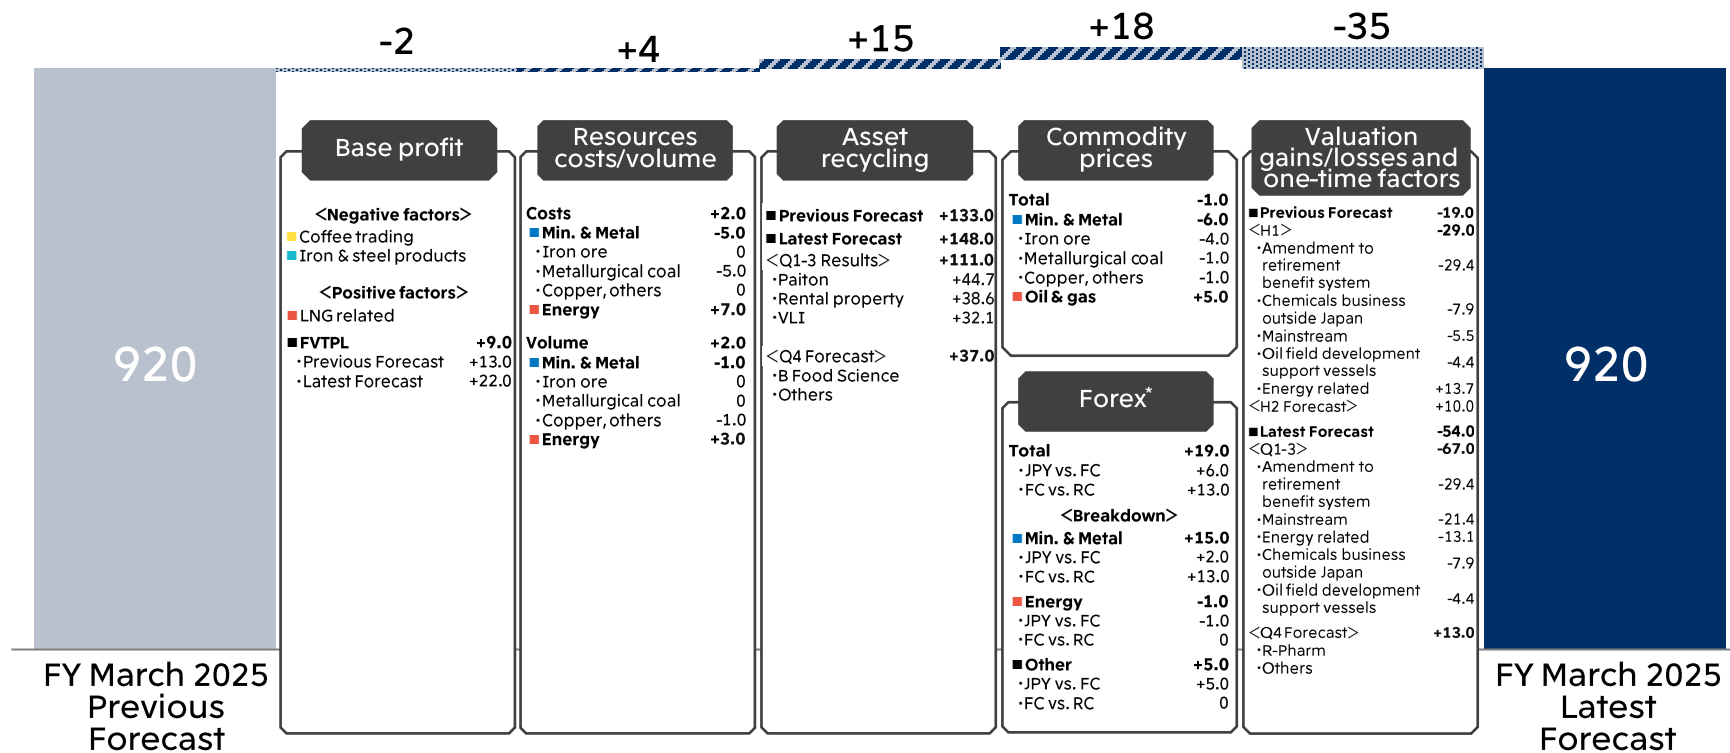 -2
+4
+15
+18
-35
920
FY March 2025
Previous
Forecast
Base profit
<Negative factors>
Coffee trading
Iron & steel products
<Positive factors>
LNG related
■FVTPL +9.0
・Previous Forecast +13.0
・Latest Forecast +22.0
Resources
costs/volume
Costs +2.0
■Min. & Metal -5.0
・Iron ore 0
・Metallurgical coal -5.0
・Copper, others 0
■Energy +7.0
Volume +2.0
■Min. & Metal -1.0
・Iron ore 0
・Metallurgical coal 0
・Copper, others -1.0
■Energy +3.0
Asset
recycling
■Previous Forecast +133.0
■Latest Forecast +148.0
<Q1-3 Results> +111.0
・Paiton +44.7
・Rental property +38.6
・VLI +32.1
<Q4 Forecast> +37.0
・B Food Science
・Others
Commodity
prices
Total -1.0
■Min. & Metal -6.0
・Iron ore -4.0
・Metallurgical coal -1.0
・Copper, others -1.0
■Oil & gas +5.0
Forex*
Total +19.0
・JPY vs. FC +6.0
・FC vs. RC +13.0
<Breakdown>
■Min. & Metal +15.0
・JPY vs. FC +2.0
・FC vs. RC +13.0
■Energy -1.0
・JPY vs. FC -1.0
・FC vs. RC 0
■Other +5.0
・JPY vs. FC +5.0
・FC vs. RC 0
Valuation
gains/losses and
one-time factors
■Previous Forecast -19.0
<H1> -29.0
・Amendment to
retirement -29.4
benefit system
・Chemicals business
outside Japan -7.9
・Mainstream -5.5
・Oil field development
support vessels -4.4
・Energy related +13.7
<H2 Forecast> +10.0
■Latest Forecast -54.0
<Q1-3> -67.0
・Amendment to
retirement -29.4
benefit system
・Mainstream -21.4
・Energy related -13.1
・Chemicals business
outside Japan -7.9
・Oil field development
support vessels -4.4
<Q4 Forecast> +13.0
・R-Pharm
・Others
920
FY March 2025
Latest
Forecast